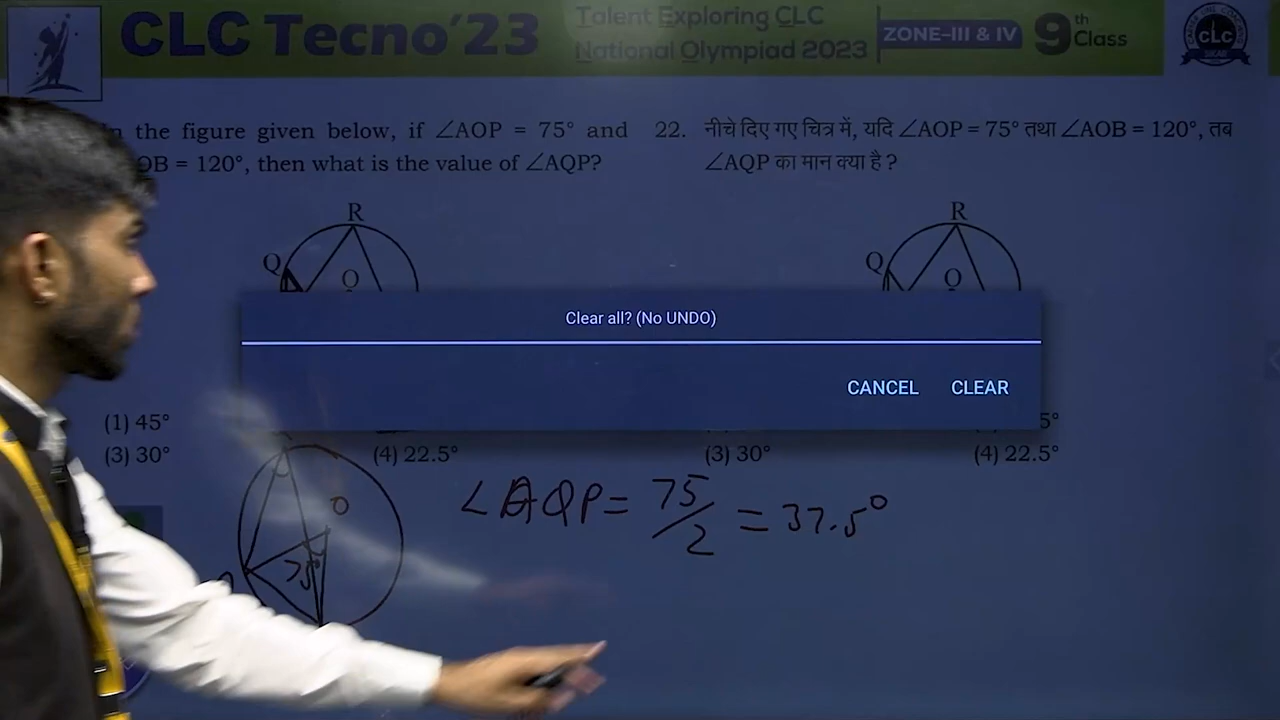 CLC Tecno'23
Talent Exploring CLC
National Olympiad 2023
ZONE–III & IV
9th Class
CLC
In the figure given below, if ∠AOP = 75° and
OB = 120°, then what is the value of ∠AQP?
22. नीचे दिए गए चित्र में, यदि ∠AOP = 75° तथा ∠AOB = 120°, तब
∠AQP का मान क्या है ?
R
Q
O
R
Q
O
Clear all? (No UNDO)
CANCEL CLEAR
(1) 45°
5°
(3) 30°
(4) 22.5°
(3) 30°
(4) 22.5°
O
75°
∠AQP = 75/2 = 37.5°